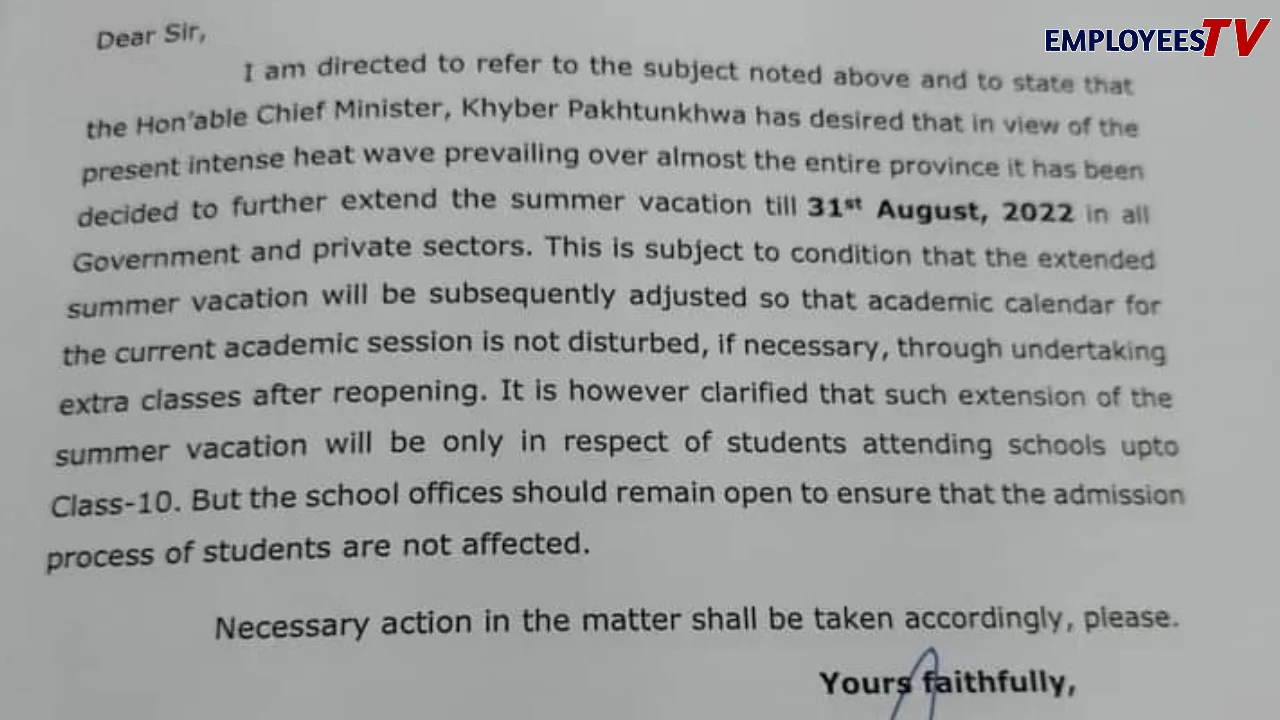 EMPLOYEESTV
Dear Sir,
I am directed to refer to the subject noted above and to state that
the Hon'able Chief Minister, Khyber Pakhtunkhwa has desired that in view of the
present intense heat wave prevailing over almost the entire province it has been
decided to further extend the summer vacation till 31st August, 2022 in all
Government and private sectors. This is subject to condition that the extended
summer vacation will be subsequently adjusted so that academic calendar for
the current academic session is not disturbed, if necessary, through undertaking
extra classes after reopening. It is however clarified that such extension of the
summer vacation will be only in respect of students attending schools upto
Class-10. But the school offices should remain open to ensure that the admission
process of students are not affected.
Necessary action in the matter shall be taken accordingly, please.
Yours faithfully,